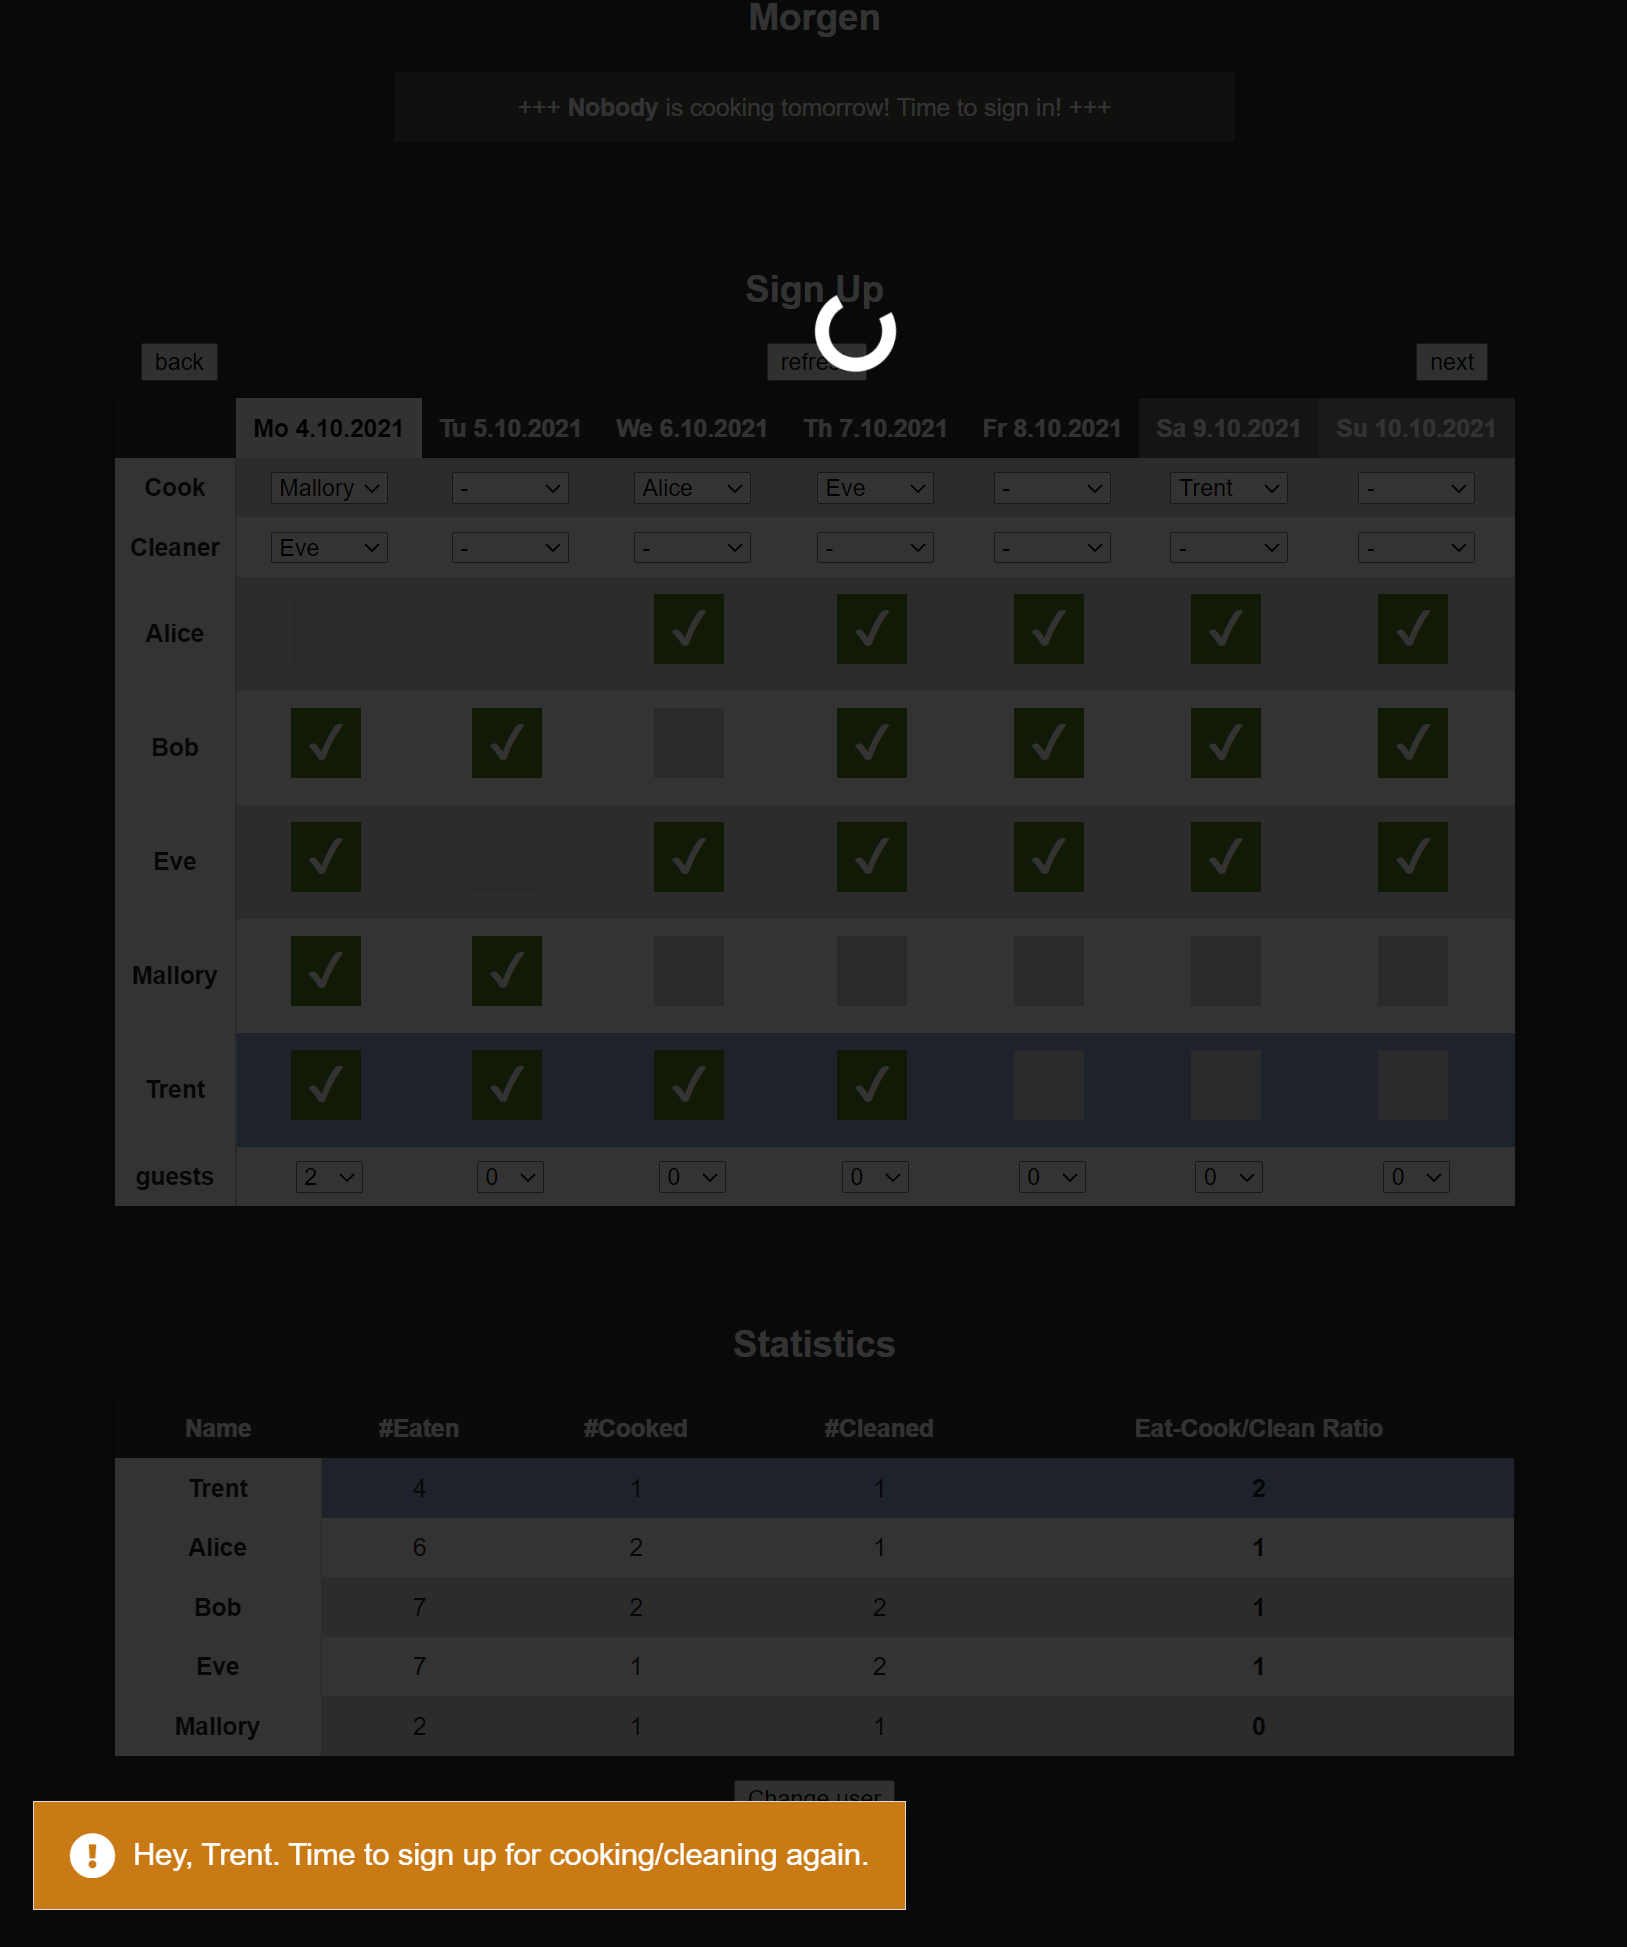 Morgen
+++ Nobody is cooking tomorrow! Time to sign in! +++
Sign Up
back refre next
Mo 4.10.2021 Tu 5.10.2021 We 6.10.2021 Th 7.10.2021 Fr 8.10.2021 Sa 9.10.2021 Su 10.10.2021
Cook Mallory - Alice Eve - Trent -
Cleaner Eve - - - - - -
Alice
Bob
Eve
Mallory
Trent
guests 2 0 0 0 0 0 0
Statistics
Name #Eaten #Cooked #Cleaned Eat-Cook/Clean Ratio
Trent 4 1 1 2
Alice 6 2 1 1
Bob 7 2 2 1
Eve 7 1 2 1
Mallory 2 1 1 0
Change user
Hey, Trent. Time to sign up for cooking/cleaning again.